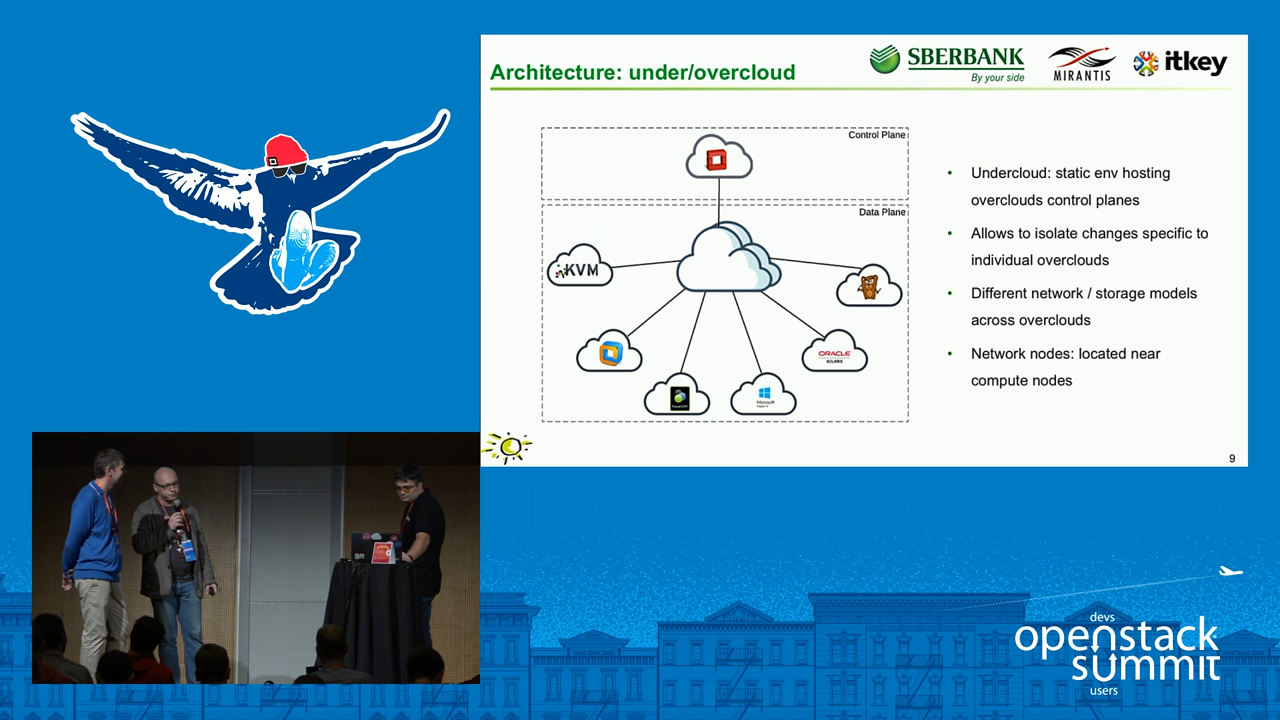 Architecture: under/overcloud
SBERBANK
By your side
MIRANTIS
itkey
Control Plane
Data Plane
KVM
ORACLE
SOLARIS
Microsoft
Undercloud: static env hosting
overclouds control planes
Allows to isolate changes specific to
individual overclouds
Different network / storage models
across overclouds
Network nodes: located near
compute nodes
9
devs
openstack
summit
users